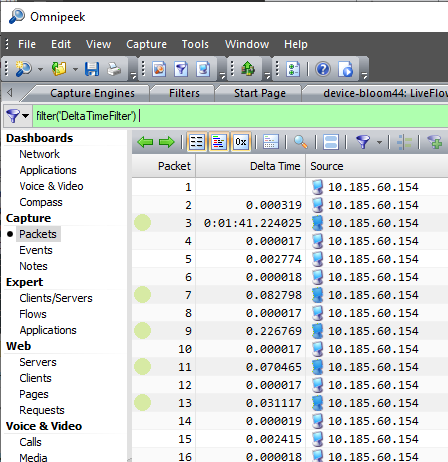 Omnipeek
File Edit View Capture Tools Window Help
Capture Engines Filters Start Page device-bloom44: LiveFlow
filter('DeltaTimeFilter')
Dashboards
Network
Applications
Voice & Video
Compass
Capture
Packets
Events
Notes
Expert
Clients/Servers
Flows
Applications
Web
Servers
Clients
Pages
Requests
Voice & Video
Calls
Media
0x
Packet Delta Time Source
1 10.185.60.154
2 0.000319 10.185.60.154
3 0:01:41.224025 10.185.60.154
4 0.000017 10.185.60.154
5 0.002774 10.185.60.154
6 0.000018 10.185.60.154
7 0.082798 10.185.60.154
8 0.000017 10.185.60.154
9 0.226769 10.185.60.154
10 0.000017 10.185.60.154
11 0.070465 10.185.60.154
12 0.000017 10.185.60.154
13 0.031117 10.185.60.154
14 0.000019 10.185.60.154
15 0.002415 10.185.60.154
16 0.000018 10.185.60.154